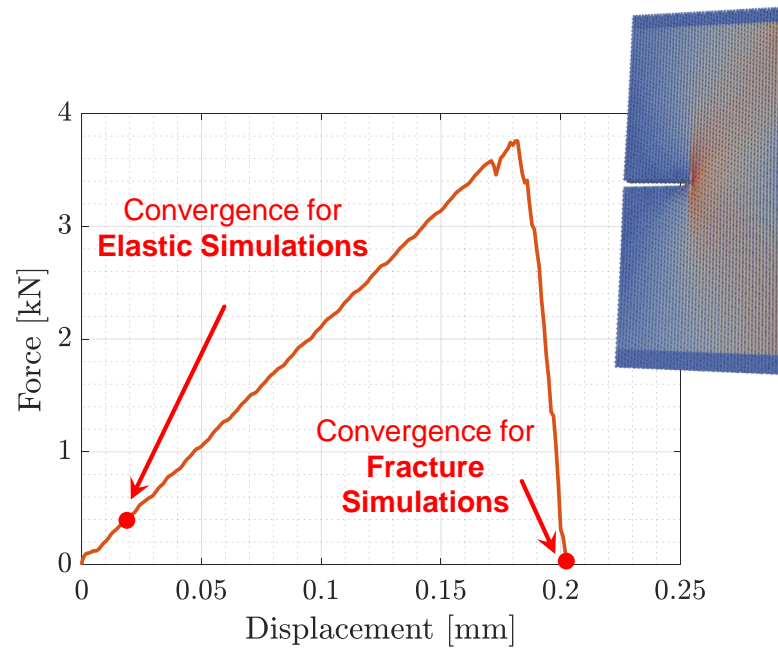 4
3
2
1
0
Force [kN]
Convergence for
Elastic Simulations
Convergence for
Fracture
Simulations
0
0.05
0.1
0.15
0.2
0.25
Displacement [mm]